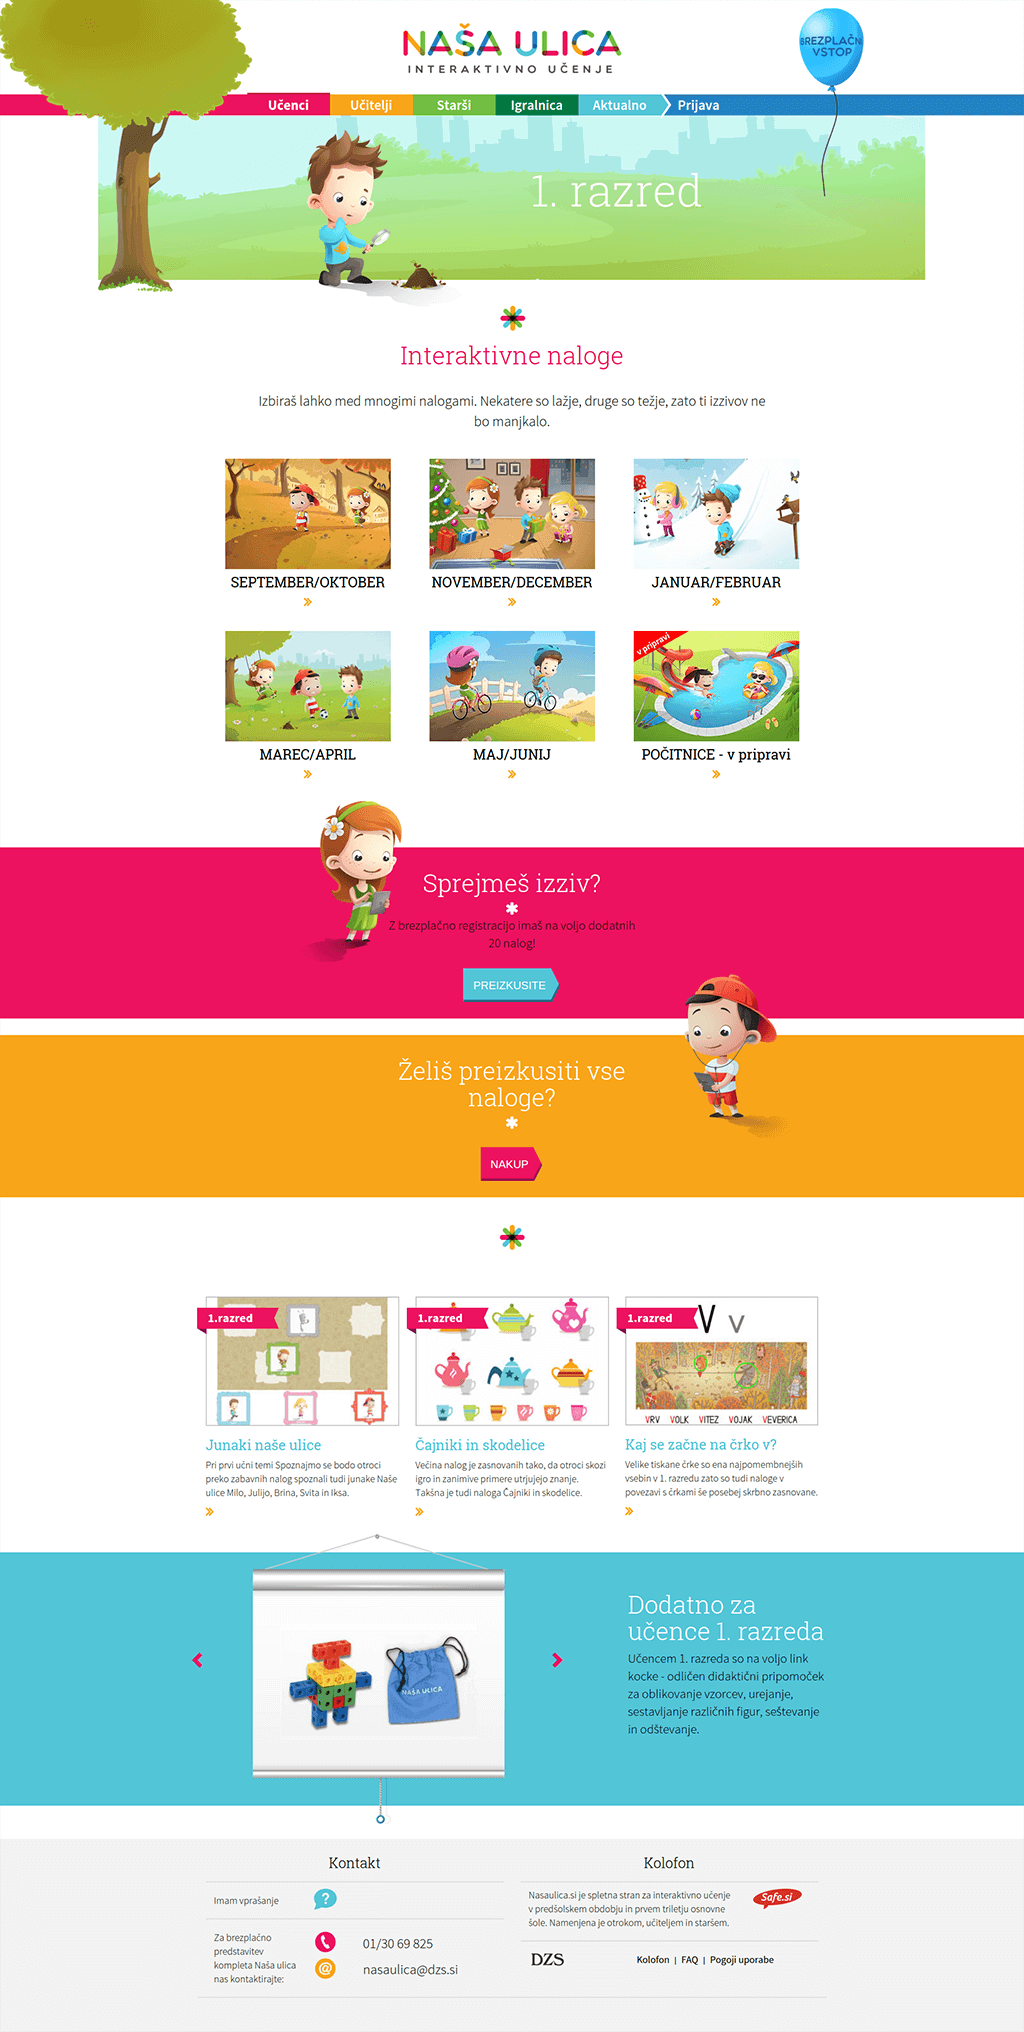 NAŠA ULICA
INTERAKTIVNO UČENJE
BREZPLAČN
VSTOP
Učenci
Učitelji
Starši
Igralnica
Aktualno
Prijava
1. razred
Interaktivne naloge
Izbiraš lahko med mnogimi nalogami. Nekatere so lažje, druge so težje, zato ti izzivov ne
bo manjkalo.
SEPTEMBER/OKTOBER
NOVEMBER/DECEMBER
JANUAR/FEBRUAR
v pripravi
MAREC/APRIL
MAJ/JUNIJ
POČITNICE - v pripravi
Sprejmeš izziv?
Z brezplačno registracijo imaš na voljo dodatnih
20 nalog!
PREIZKUSITE
Želiš preizkusiti vse
naloge?
NAKUP
1.razred
Junaki naše ulice
Pri prvi učni temi Spoznajmo se bodo otroci
preko zabavnih nalog spoznali tudi junake Naše
ulice Milo, Julijo, Brina, Svita in Iksa.
1.razred
Čajniki in skodelice
Večina nalog je zasnovanih tako, da otroci skozi
igro in zanimive primere utrjujejo znanje.
Takšna je tudi naloga Čajniki in skodelice.
1.razred
V v
VRV VOLK VITEZ VOJAK VEVERICA
Kaj se začne na črko v?
Velike tiskane črke so ena najpomembnejših
vsebin v 1. razredu zato so tudi naloge v
povezavi s črkami še posebej skrbno zasnovane.
NAŠA ULICA
Dodatno za
učence 1. razreda
Učencem 1. razreda so na voljo link
kocke - odličen didaktični pripomoček
za oblikovanje vzorcev, urejanje,
sestavljanje različnih figur, seštevanje
in odštevanje.
Kontakt
Imam vprašanje
?
Za brezplačno
predstavitev
kompleta Naša ulica
nas kontaktirajte:
01/30 69 825
@
nasaulica@dzs.si
Kolofon
Nasaulica.si je spletna stran za interaktivno učenje
v predšolskem obdobju in prvem triletju osnovne
šole. Namenjena je otrokom, učiteljem in staršem.
Safe.si
DZS
Kolofon | FAQ | Pogoji uporabe